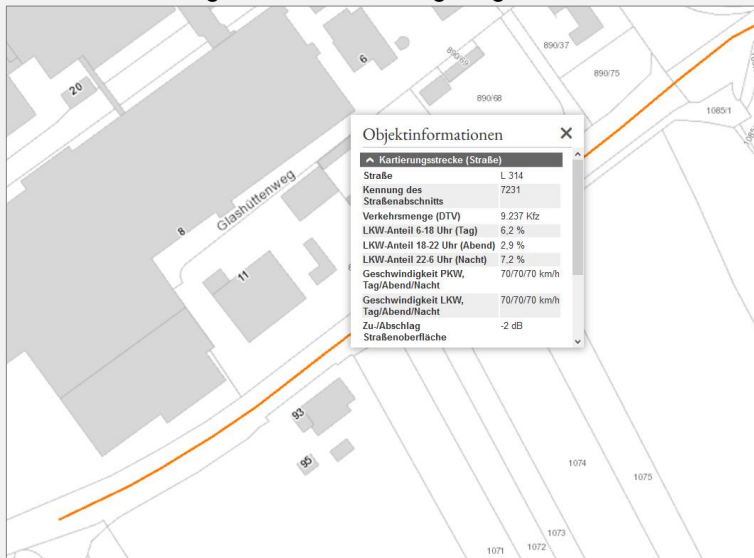 890/37
890/69
6
890/75
20
890/68
1085/1
Objektinformationen
Kartierungsstrecke (Straße)
Straße L 314
Kennung des 7231
Straßenabschnitts
Verkehrsmenge (DTV) 9.237 Kfz
LKW-Anteil 6-18 Uhr (Tag) 6,2 %
LKW-Anteil 18-22 Uhr (Abend) 2,9 %
LKW-Anteil 22-6 Uhr (Nacht) 7,2 %
Geschwindigkeit PKW, 70/70/70 km/h
Tag/Abend/Nacht
Geschwindigkeit LKW, 70/70/70 km/h
Tag/Abend/Nacht
Zu-/Abschlag -2 dB
Straßenoberfläche
Glashüttenweg
8
11
93
95
1074
1075
1073
1072
1071